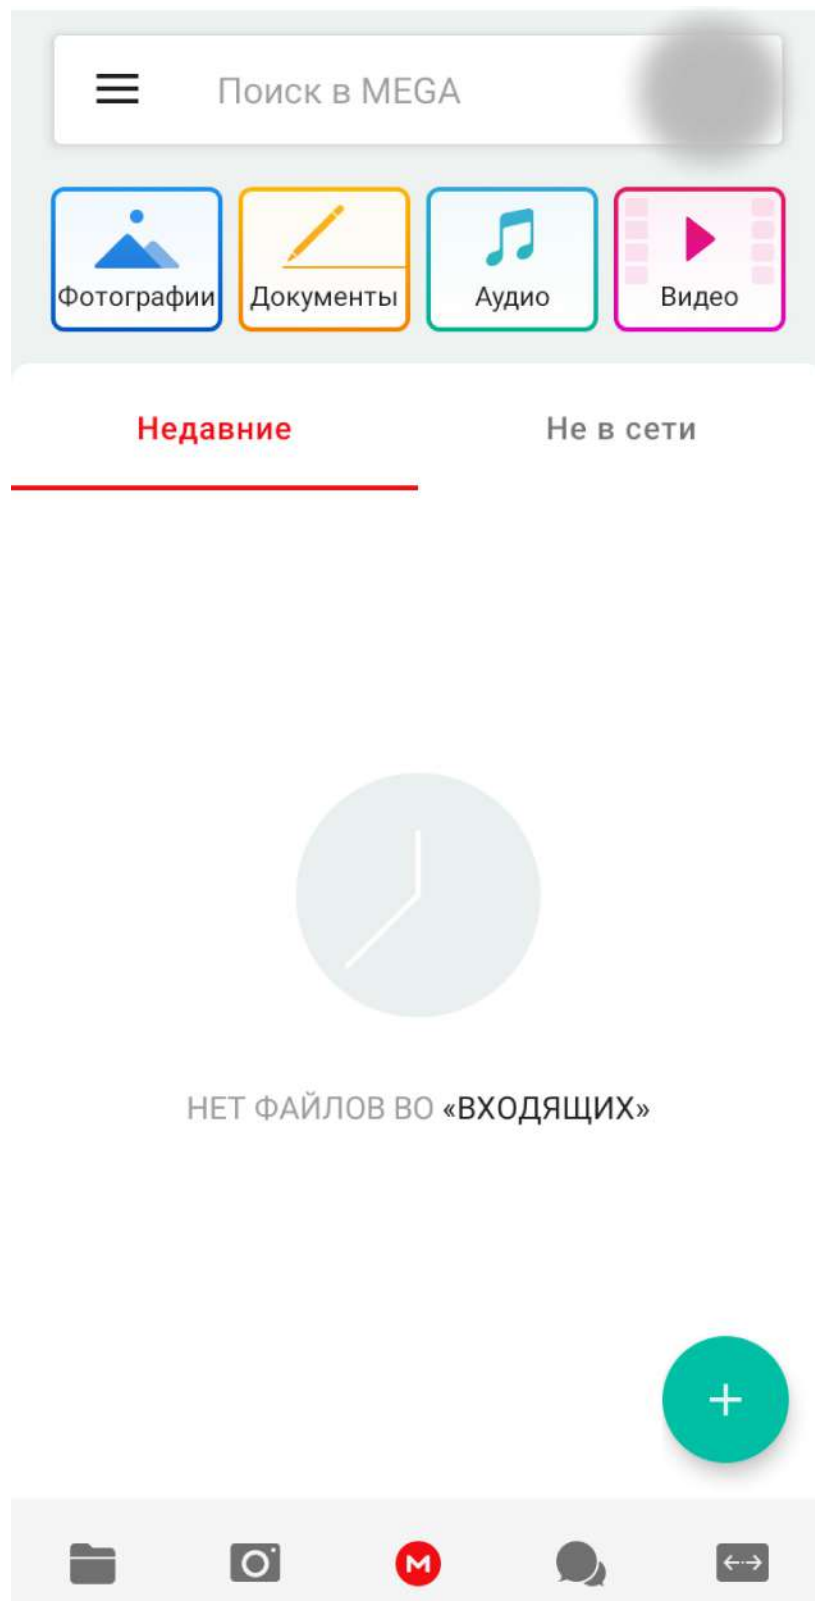 Поиск в MEGA
Фотографии
Документы
Аудио
Видео
Недавние
Не в сети
НЕТ ФАЙЛОВ ВО «ВХОДЯЩИХ»
M